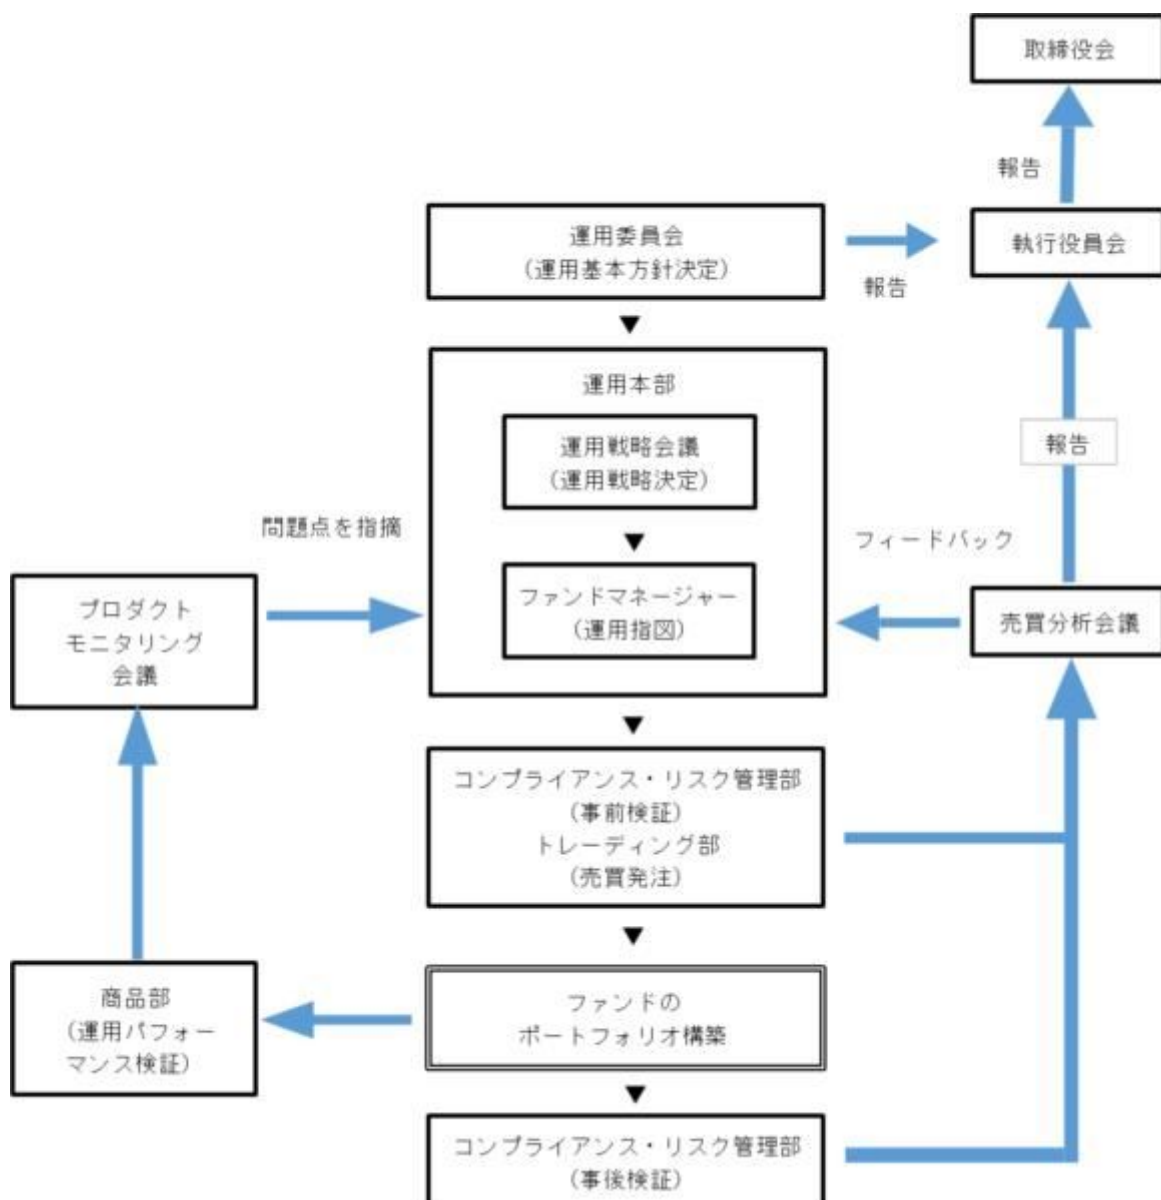 取締役会
報告
運用委員会
(運用基本方針決定)
報告
執行役員会
運用本部
運用戦略会議
(運用戦略決定)
報告
問題点を指摘
フィードバック
プロダクト
モニタリング
会議
ファンドマネージャー
(運用指図)
売買分析会議
コンプライアンス・リスク管理部
(事前検証)
トレーディング部
(売買発注)
商品部
(運用パフォー
マンス検証)
ファンドの
ポートフォリオ構築
コンプライアンス・リスク管理部
(事後検証)